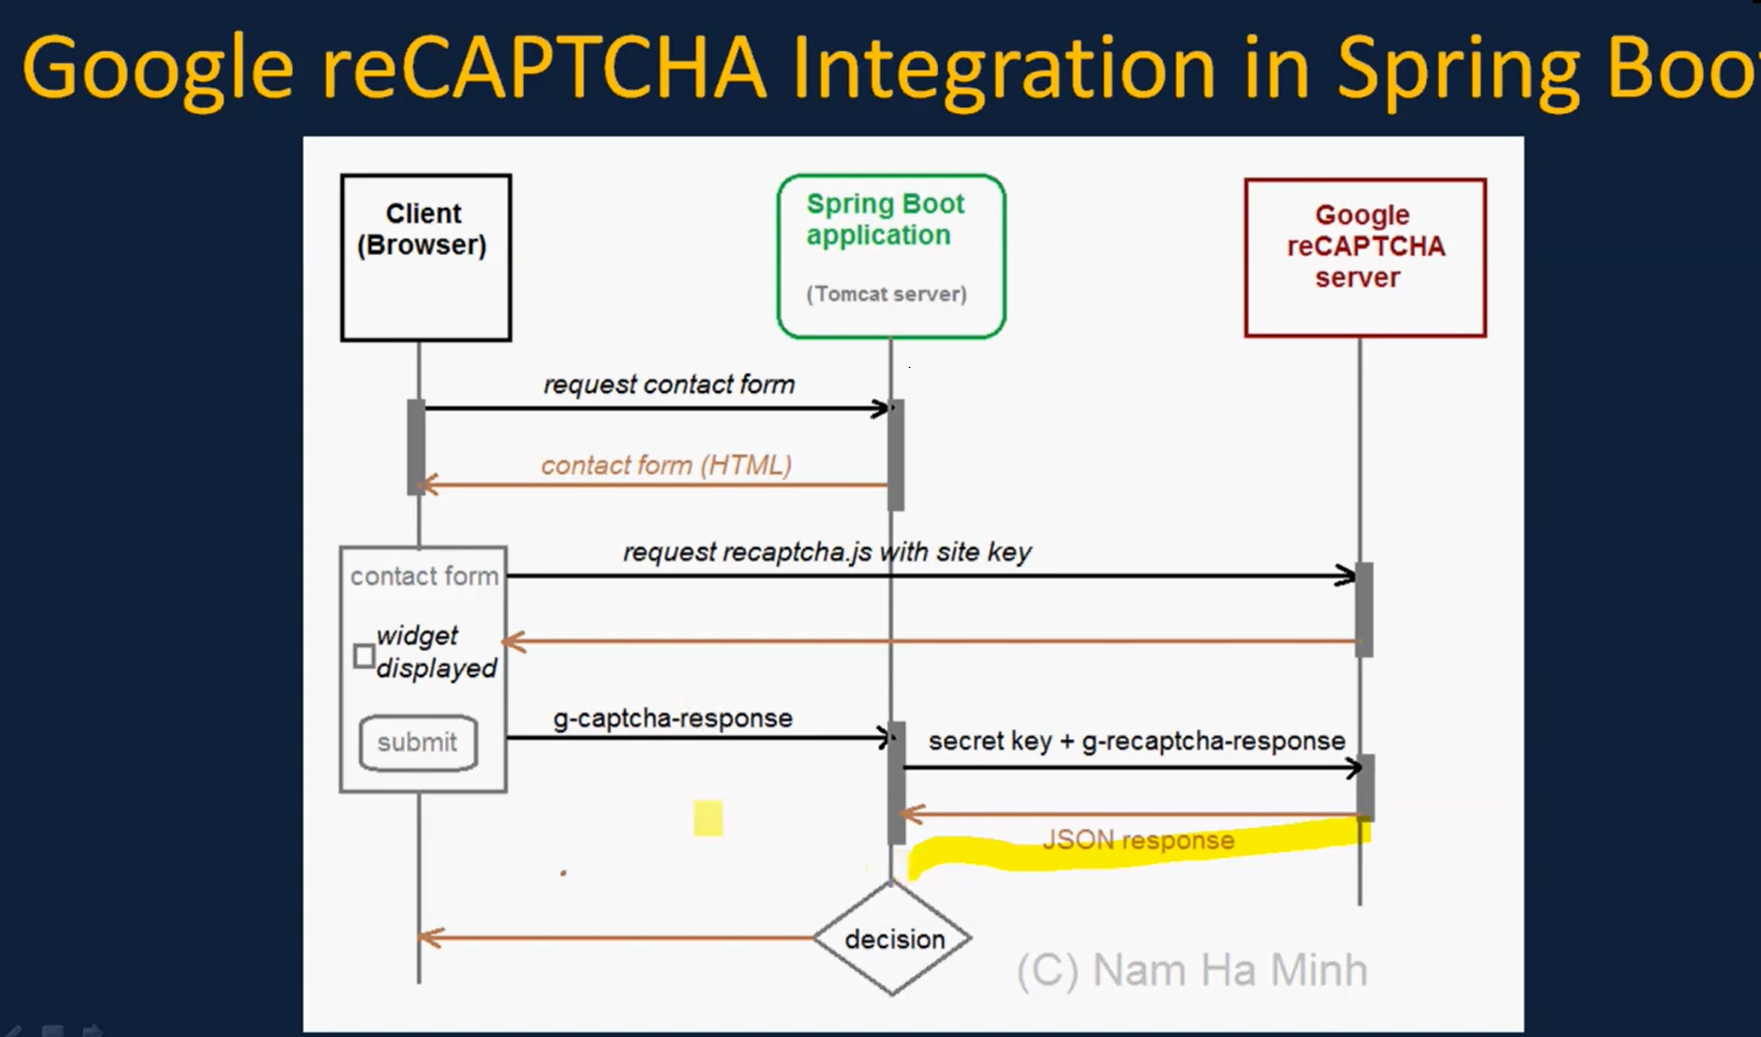 Google reCAPTCHA Integration in Spring Boo
Client
(Browser)
Spring Boot
application
(Tomcat server)
Google
reCAPTCHA
server
request contact form
contact form (HTML)
request recaptcha.js with site key
contact form
widget
displayed
g-captcha-response
submit
secret key + g-recaptcha-response
JSON response
decision
(C) Nam Ha Minh